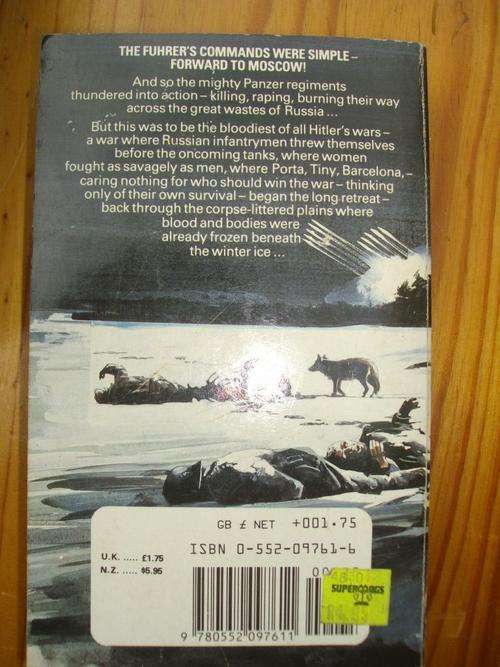 THE FUHRER'S COMMANDS WERE SIMPLE –
FORWARD TO MOSCOW!
And so the mighty Panzer regiments
thundered into action – killing, raping, burning their way
across the great wastes of Russia ...
But this was to be the bloodiest of all Hitler's wars –
a war where Russian infantrymen threw themselves
before the oncoming tanks, where women
fought as savagely as men, where Porta, Tiny, Barcelona, –
caring nothing for who should win the war – thinking
only of their own survival – began the long retreat –
back through the corpse-littered plains where
blood and bodies were
already frozen beneath
the winter ice ...
GB £ NET +001.75
ISBN 0-552-09761-6
U.K. ..... £1.75
N.Z. ..... $5.95
9 780552 097611